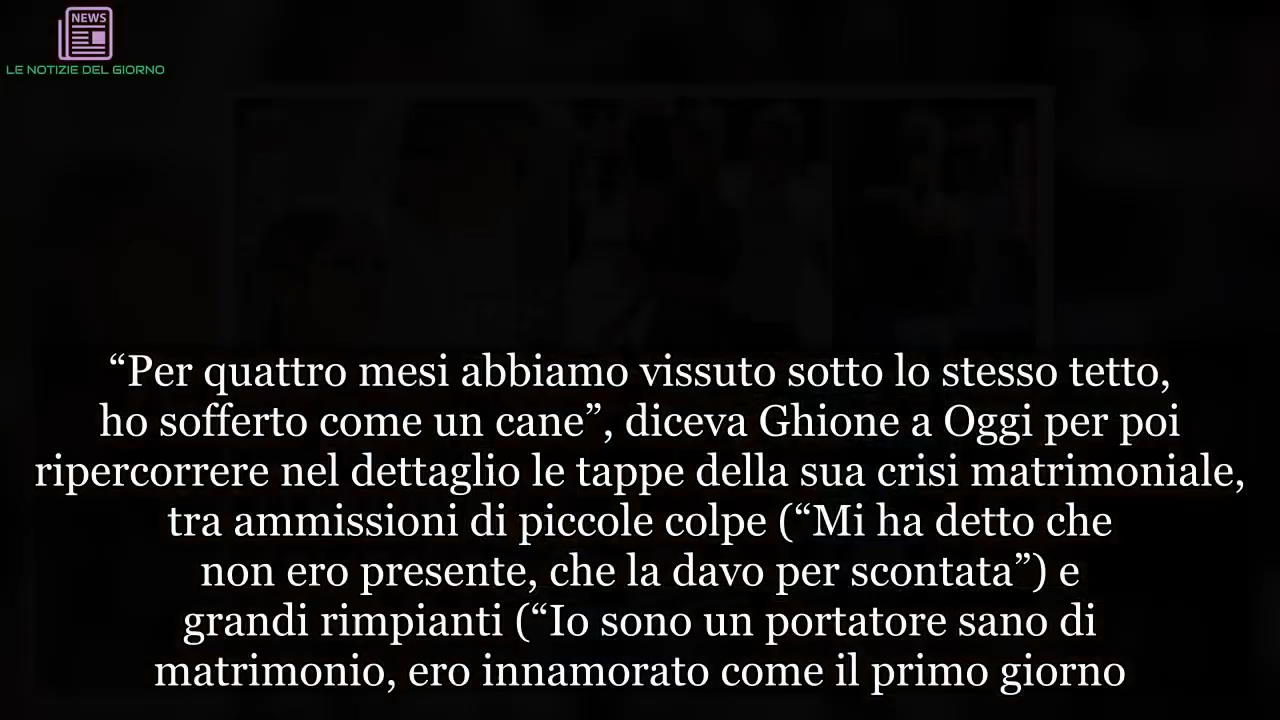 NEWS
LE NOTIZIE DEL GIORNO
“Per quattro mesi abbiamo vissuto sotto lo stesso tetto,
ho sofferto come un cane”, diceva Ghione a Oggi per poi
ripercorrere nel dettaglio le tappe della sua crisi matrimoniale,
tra ammissioni di piccole colpe (“Mi ha detto che
non ero presente, che la davo per scontata”) e
grandi rimpianti (“Io sono un portatore sano di
matrimonio, ero innamorato come il primo giorno